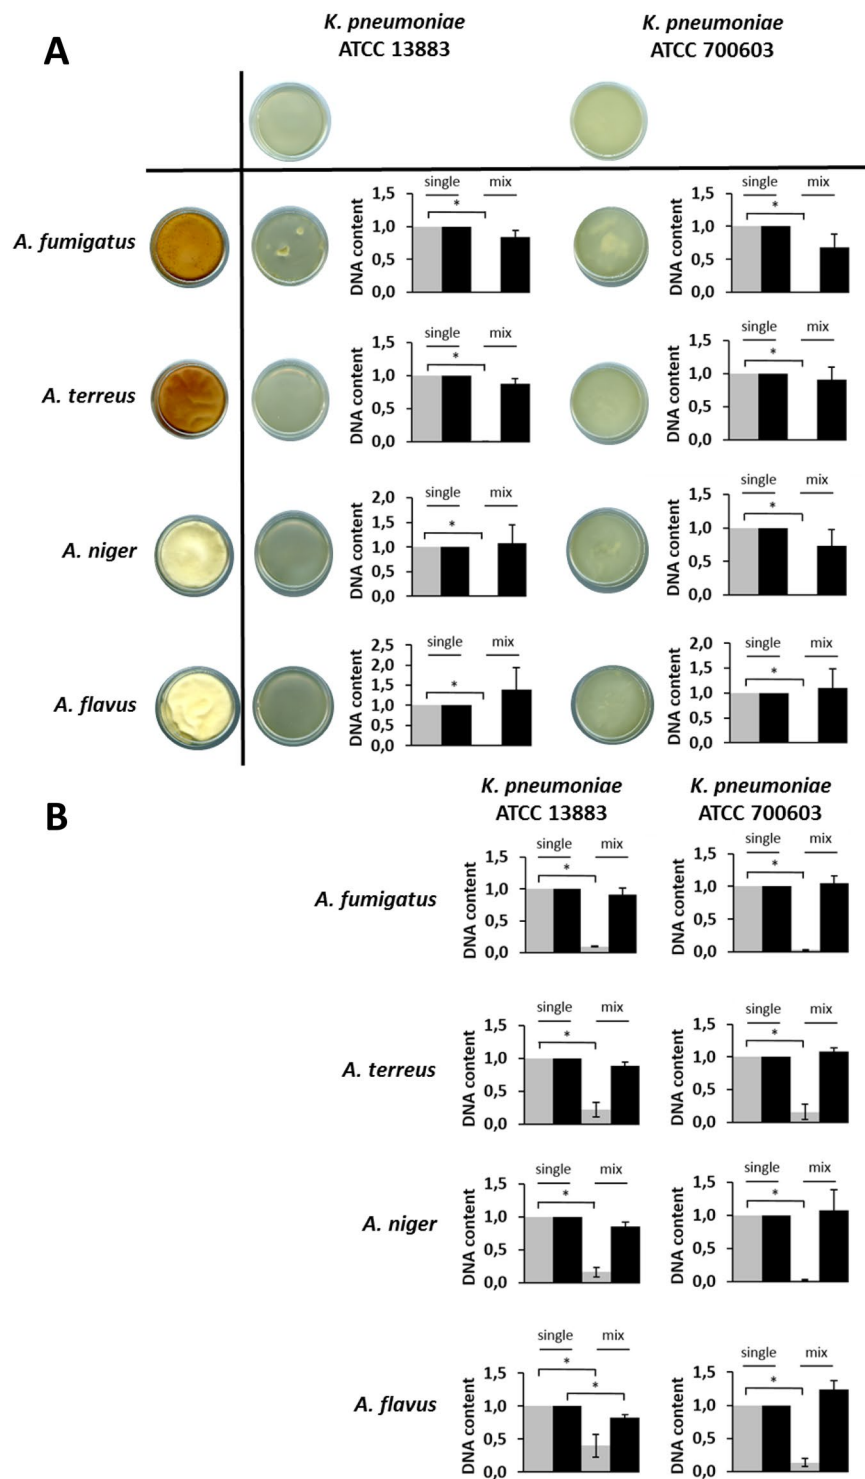 A
K. pneumoniae
ATCC 13883
K. pneumoniae
ATCC 700603
A. fumigatus
DNA content
1,5
1,0
0,5
0,0
single
mix
*
DNA content
1,5
1,0
0,5
0,0
single
mix
*
A. terreus
DNA content
1,5
1,0
0,5
0,0
single
mix
*
DNA content
1,5
1,0
0,5
0,0
single
mix
*
A. niger
DNA content
2,0
1,5
1,0
0,5
0,0
single
mix
*
DNA content
1,5
1,0
0,5
0,0
single
mix
*
A. flavus
DNA content
2,5
2,0
1,5
1,0
0,5
0,0
single
mix
*
DNA content
2,0
1,5
1,0
0,5
0,0
single
mix
*
B
K. pneumoniae
ATCC 13883
K. pneumoniae
ATCC 700603
A. fumigatus
DNA content
1,5
1,0
0,5
0,0
single
mix
*
DNA content
1,5
1,0
0,5
0,0
single
mix
*
A. terreus
DNA content
1,5
1,0
0,5
0,0
single
mix
*
DNA content
1,5
1,0
0,5
0,0
single
mix
*
A. niger
DNA content
1,5
1,0
0,5
0,0
single
mix
*
DNA content
1,5
1,0
0,5
0,0
single
mix
*
A. flavus
DNA content
1,5
1,0
0,5
0,0
single
mix
*
*
DNA content
1,5
1,0
0,5
0,0
single
mix
*